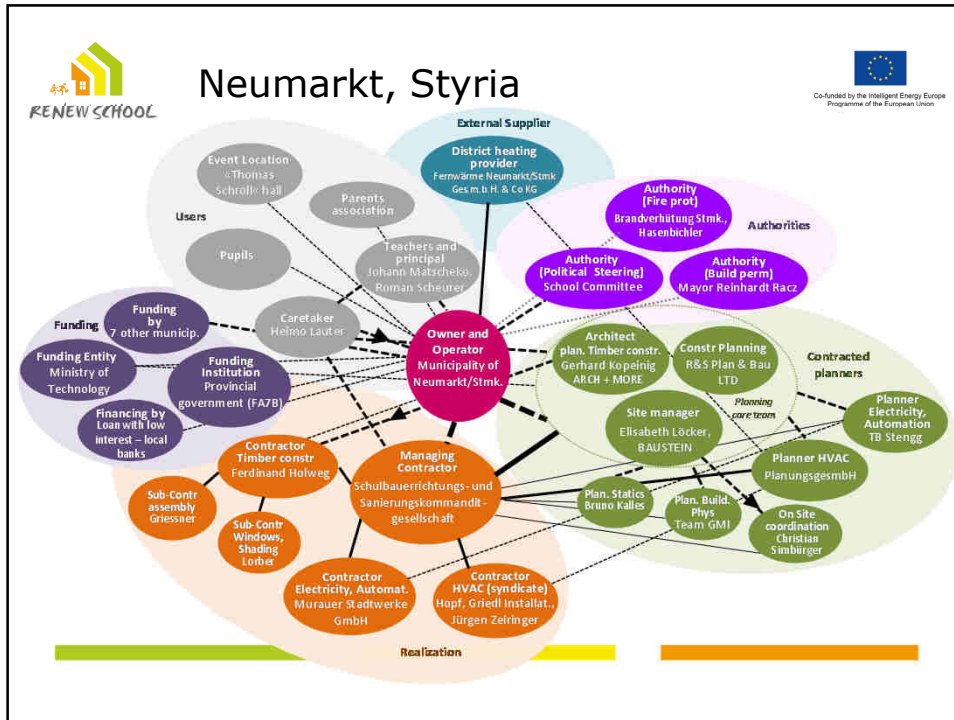 RENEW SCHOOL
Neumarkt, Styria
Co-funded by the Intelligent Energy Europe
Programme of the European Union
External Supplier
District heating
provider
Fernwärme Neumarkt/Stmk
Ges.m.b.H. & Co KG
Users
Event Location
«Thomas
Schroll« hall
Parents
association
Pupils
Teachers and
principal
Johann Matscheko.
Roman Scheurer
Caretaker
Heimo Lauter
Authorities
Authority
(Fire prot)
Brandverhütung Stmk.,
Hasenbichler
Authority
(Political Steering)
School Committee
Authority
(Build perm)
Mayor Reinhardt Racz
Funding
Funding
by
7 other municip.
Funding Entity
Ministry of
Technology
Funding
Institution
Provincial
government (FA7B)
Financing by
Loan with low
interest – local
banks
Owner and
Operator
Municipality of
Neumarkt/Stmk.
Contracted
planners
Architect
plan. Timber constr.
Gerhard Kopeinig
ARCH + MORE
Constr Planning
R&S Plan & Bau
LTD
Planning
core team
Site manager
Elisabeth Löcker,
BAUSTEIN
Planner
Electricity,
Automation
TB Stengg
Planner HVAC
PlanungsgesmbH
Plan. Statics
Bruno Kalles
Plan. Build.
Phys
Team GMI
On Site
coordination
Christian
Simbürger
Contractor
Timber constr
Ferdinand Holweg
Managing
Contractor
Schulbauerrichtungs- und
Sanierungskommandit-
gesellschaft
Sub-Contr
assembly
Griessner
Sub-Contr
Windows,
Shading
Lorber
Contractor
Electricity, Automat.
Murauer Stadtwerke
GmbH
Contractor
HVAC (syndicate)
Hopf, Griedl Installat.,
Jürgen Zeiringer
Realization